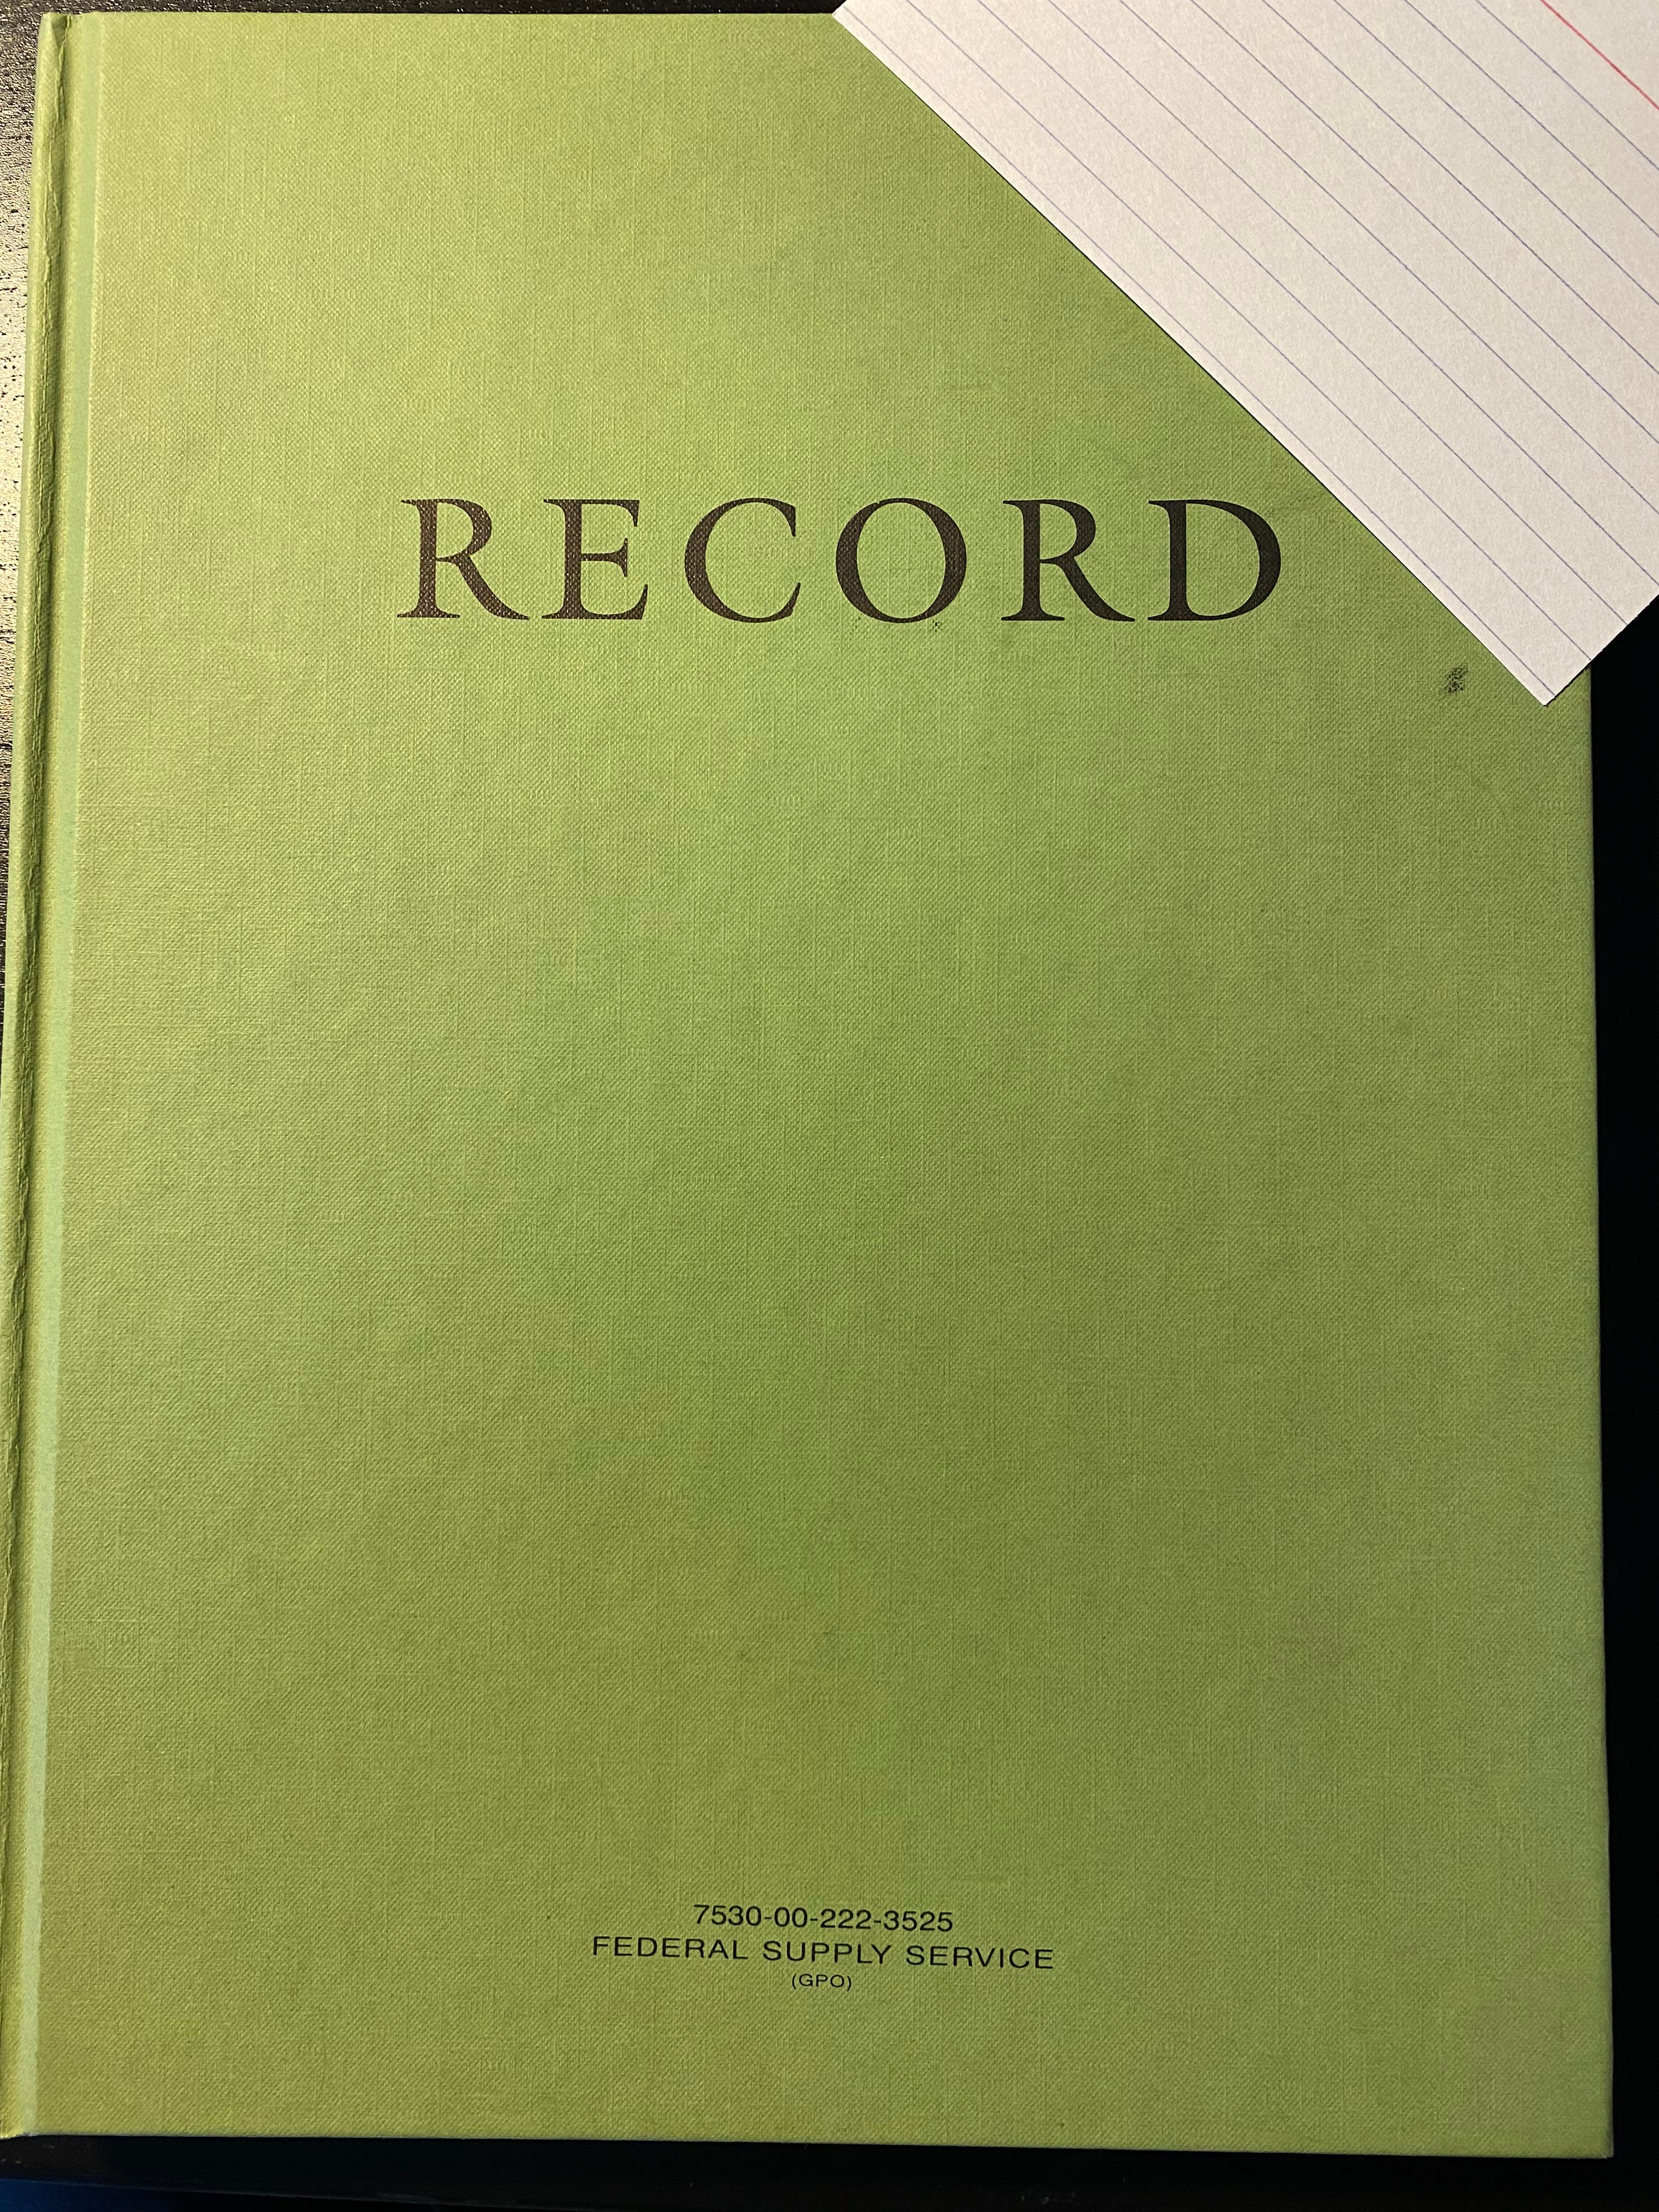 RECORD
7530-00-222-3525
FEDERAL SUPPLY SERVICE
(GPO)